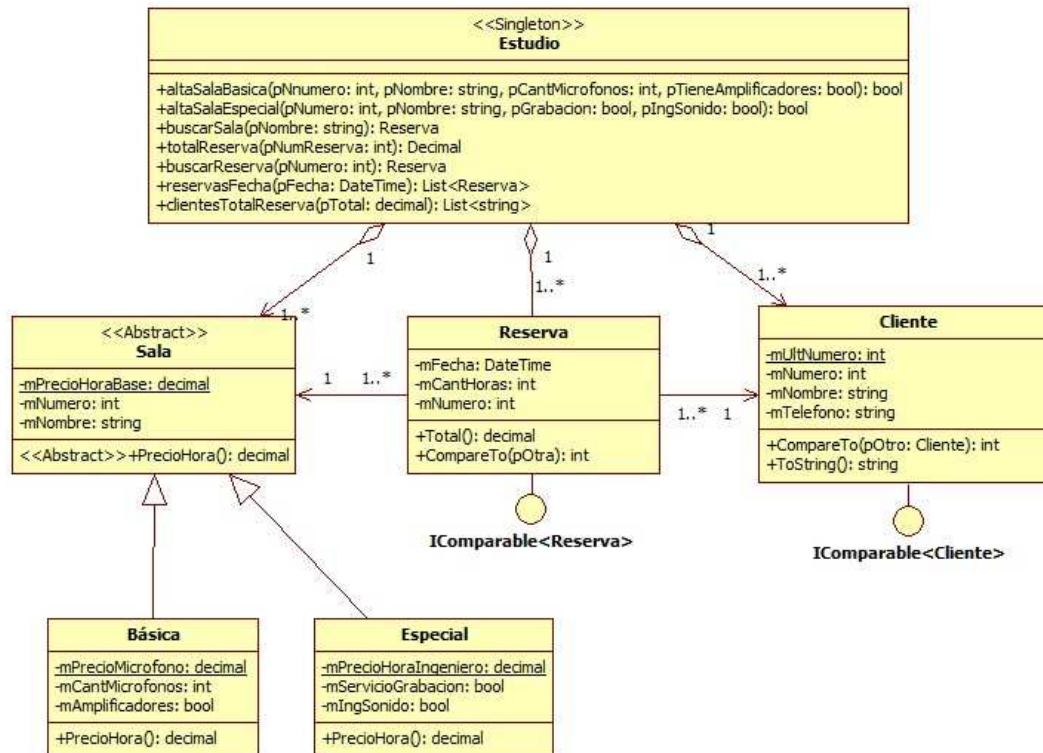 <<Singleton>>
Estudio
+altaSalaBasica(pNnumero: int, pNombre: string, pCantMicrofonos: int, pTieneAmplificadores: bool): bool
+altaSalaEspecial(pNumero: int, pNombre: string, pGrabacion: bool, pIngSonido: bool): bool
+buscarSala(pNombre: string): Reserva
+totalReserva(pNumReserva: int): Decimal
+buscarReserva(pNumero: int): Reserva
+reservasFecha(pFecha: DateTime): List<Reserva>
+clientesTotalReserva(pTotal: decimal): List<string>
1
1..*
1
1..*
1
1..*
<<Abstract>>
Sala
-mPrecioHoraBase: decimal
-mNumero: int
-mNombre: string
<<Abstract>>+PrecioHora(): decimal
1
1..*
Reserva
-mFecha: DateTime
-mCantHoras: int
-mNumero: int
+Total(): decimal
+CompareTo(pOtra): int
IComparable<Reserva>
1..*
1
Cliente
-mUltNumero: int
-mNumero: int
-mNombre: string
-mTelefono: string
+CompareTo(pOtro: Cliente): int
+ToString(): string
IComparable<Cliente>
Básica
-mPrecioMicrofono: decimal
-mCantMicrofonos: int
-mAmplificadores: bool
+PrecioHora(): decimal
Especial
-mPrecioHoraIngeniero: decimal
-mServicioGrabacion: bool
-mIngSonido: bool
+PrecioHora(): decimal